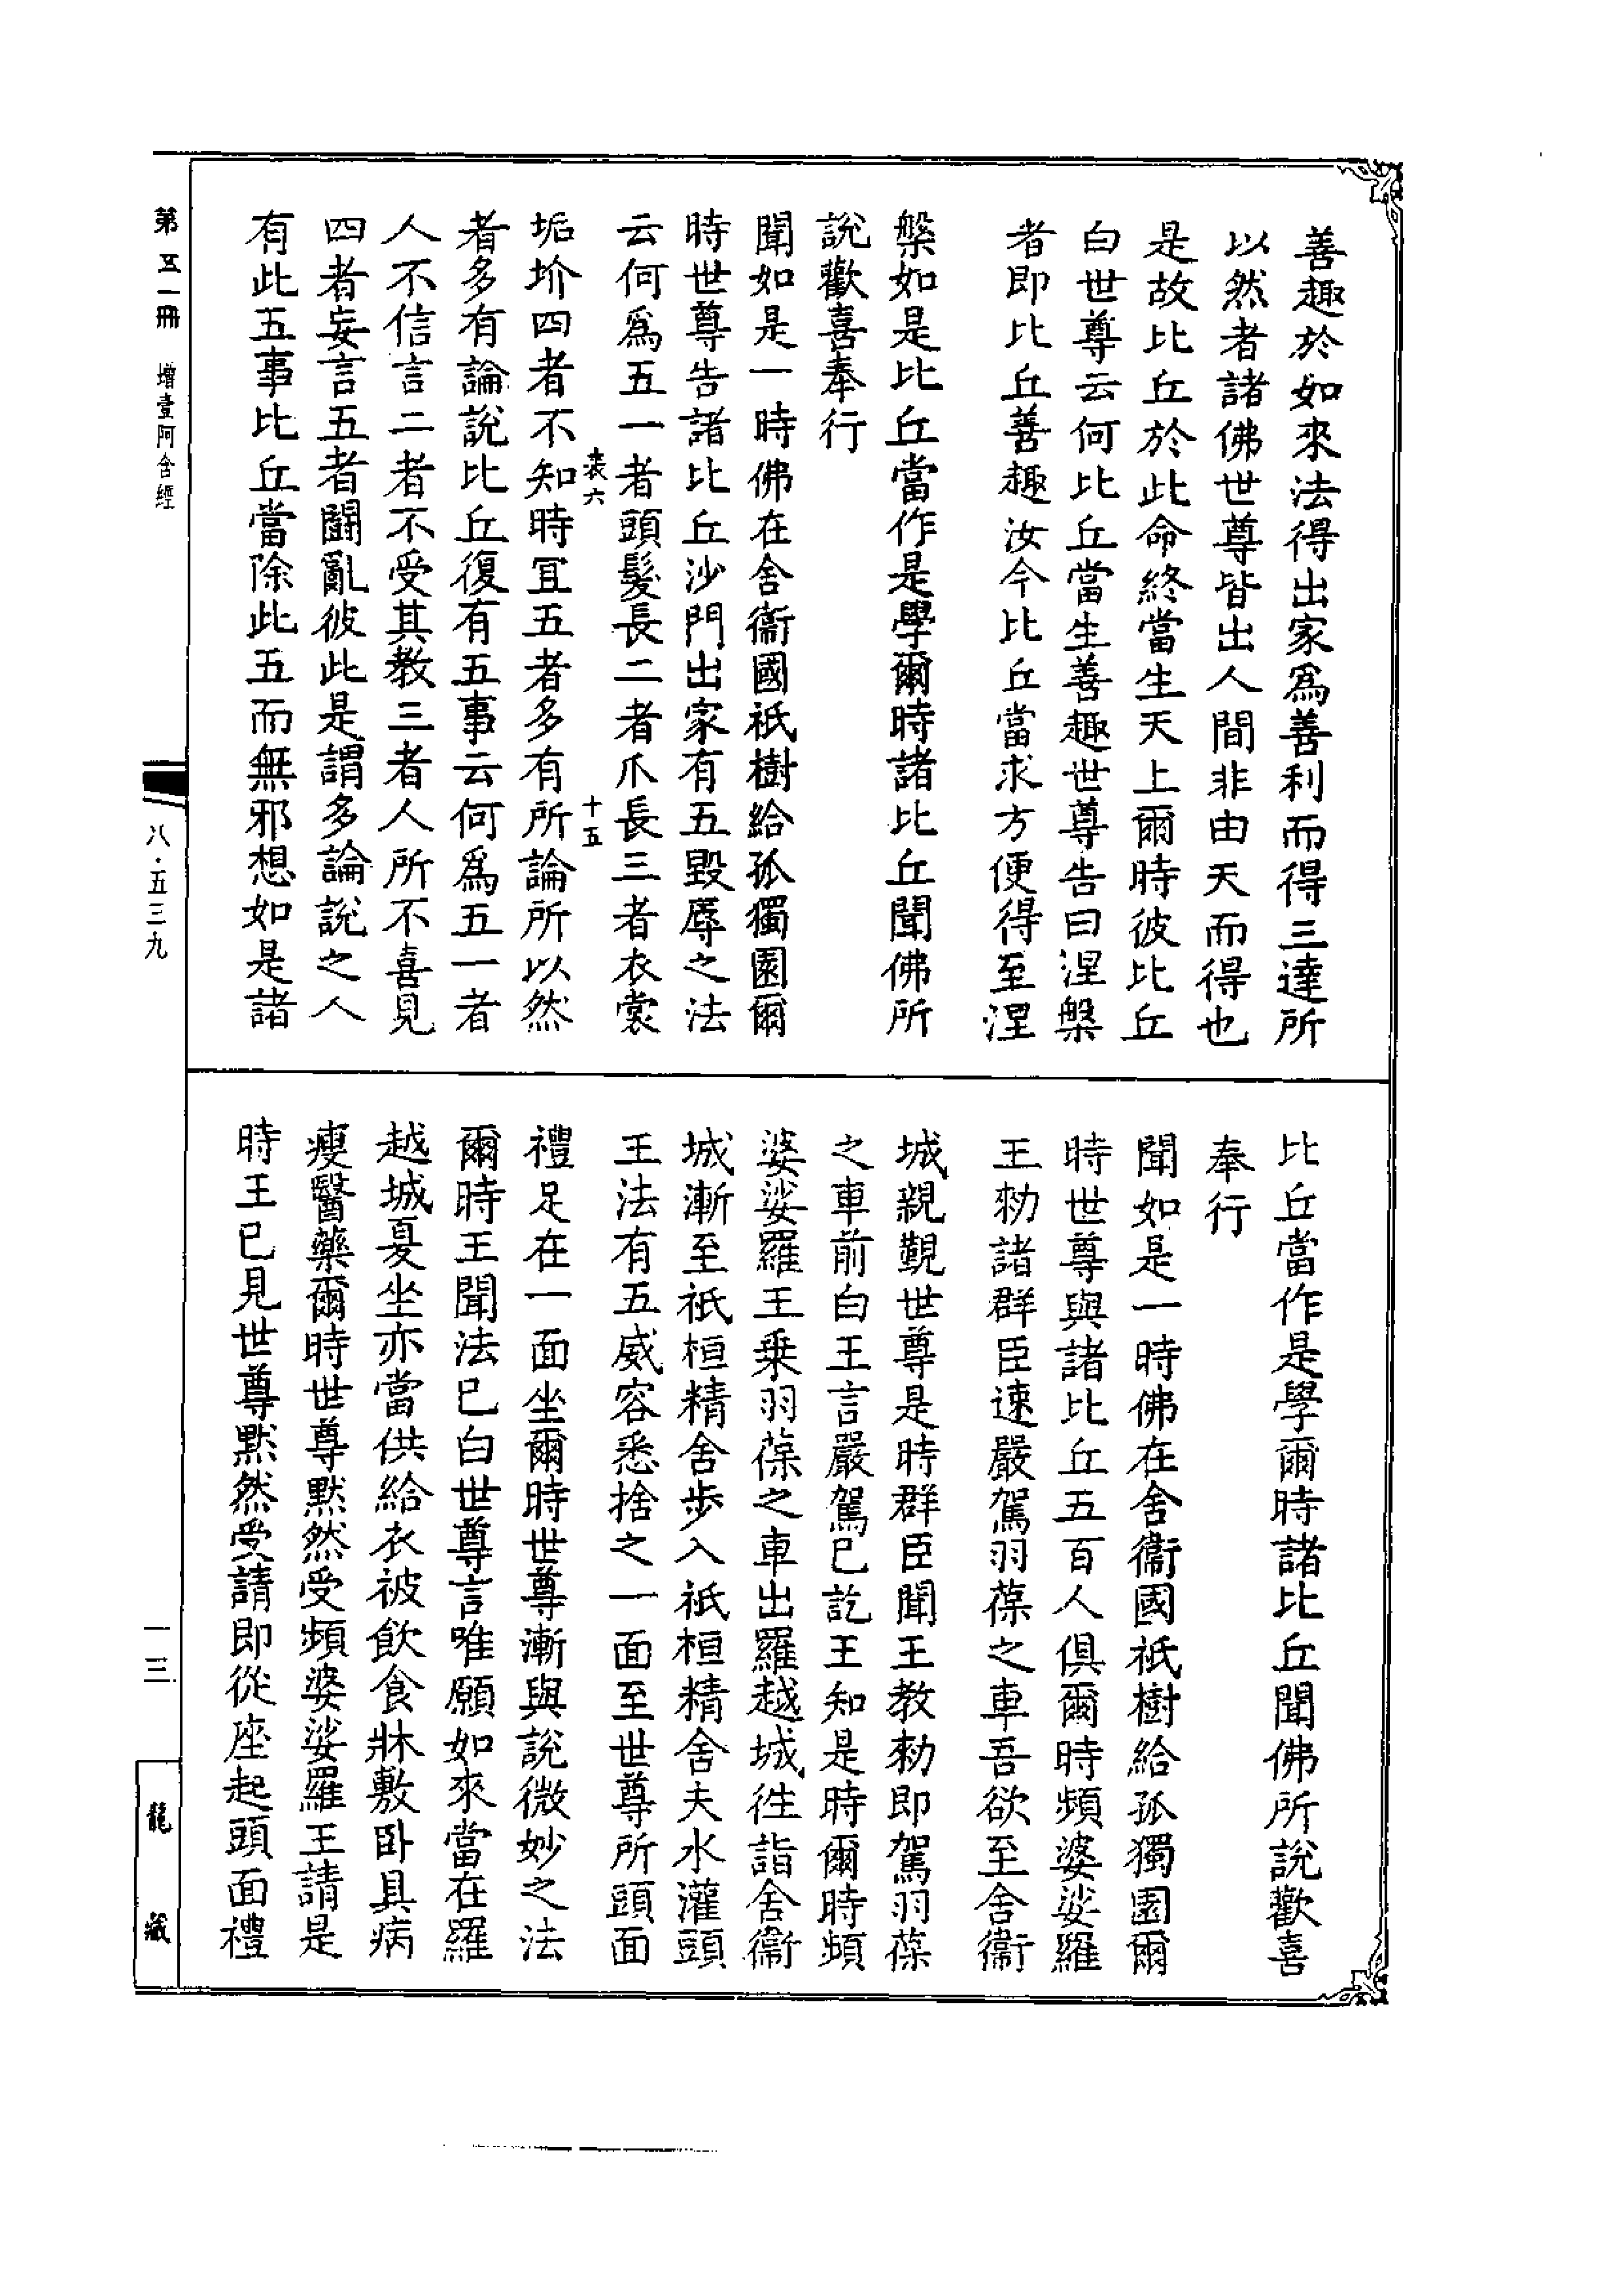 善趣於如來法得出家爲善利而得三達所
以然者諸佛世尊皆出人間非由天而得也
是故比丘於此命終當生天上爾時彼比丘
白世尊云何比丘當生善趣世尊告曰涅槃
者即比丘善趣汝今比丘當求方便得至涅
槃如是比丘當作是學爾時諸比丘聞佛所
說歡喜奉行
聞如是一時佛在舍衞國祇樹給孤獨園爾
時世尊告諸比丘沙門出家有五毀辱之法
云何爲五一者頭髮長二者爪長三者衣裳
裘六 十五
垢圿四者不知時宜五者多有所論所以然
者多有論說比丘復有五事云何爲五一者
人不信言二者不受其教三者人所不喜見
四者妄言五者鬪亂彼此是謂多論說之人
有此五事比丘當除此五而無邪想如是諸
比丘當作是學爾時諸比丘聞佛所說歡喜
奉行
聞如是一時佛在舍衞國祇樹給孤獨園爾
時世尊與諸比丘五百人俱爾時頻婆娑羅
王勑諸群臣速嚴駕羽葆之車吾欲至舍衞
城親覲世尊是時群臣聞王教勑即駕羽葆
之車前白王言嚴駕已訖王知是時爾時頻
婆娑羅王乗羽葆之車出羅越城徃詣舍衞
城漸至祇桓精舍步入祇桓精舍夫水灌頭
王法有五威容悉捨之一面至世尊所頭面
禮足在一面坐爾時世尊漸與說微妙之法
爾時王聞法已白世尊言唯願如來當在羅
越城夏坐亦當供給衣被飲食牀敷卧具病
瘦醫藥爾時世尊默然受頻婆娑羅王請是
時王已見世尊默然受請即從座起頭面禮
第五一冊 增壹阿含經
八·五三九
一三
龍藏